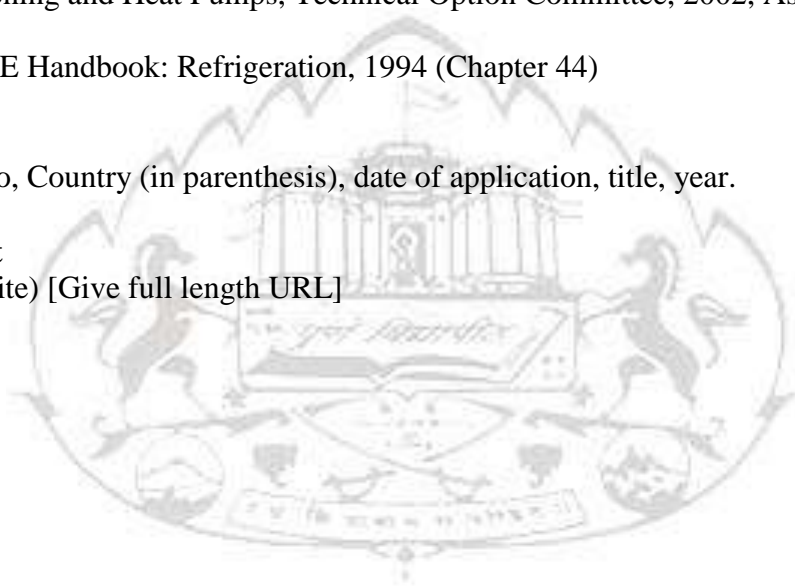 ning and Heat Pumps, Technical Option Committee, 2002, As
E Handbook: Refrigeration, 1994 (Chapter 44)
o, Country (in parenthesis), date of application, title, year.
t
ite) [Give full length URL]